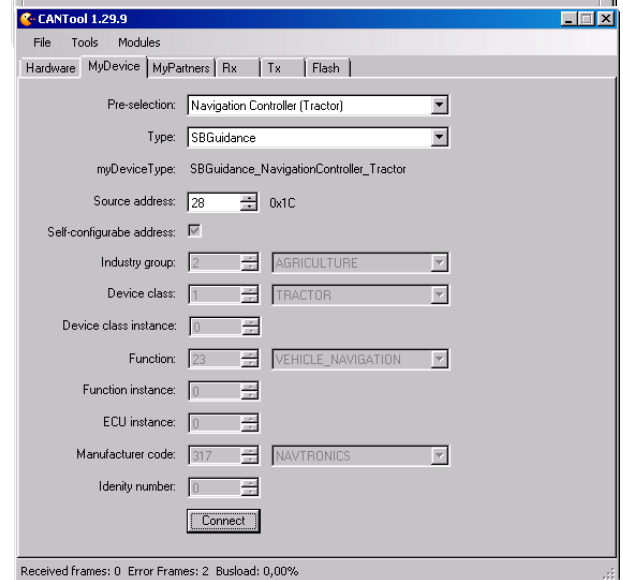 CANTool 1.29.9
File Tools Modules
Hardware MyDevice MyPartners Rx Tx Flash
Pre-selection: Navigation Controller (Tractor)
Type: SBGuidance
myDeviceType: SBGuidance_NavigationController_Tractor
Source address: 28 0x1C
Self-configurabe address:
Industry group: 2 AGRICULTURE
Device class: 1 TRACTOR
Device class instance: 0
Function: 23 VEHICLE_NAVIGATION
Function instance: 0
ECU instance: 0
Manufacturer code: 317 NAVTRONICS
Idenity number: 0
Connect
Received frames: 0 Error Frames: 2 Busload: 0,00%